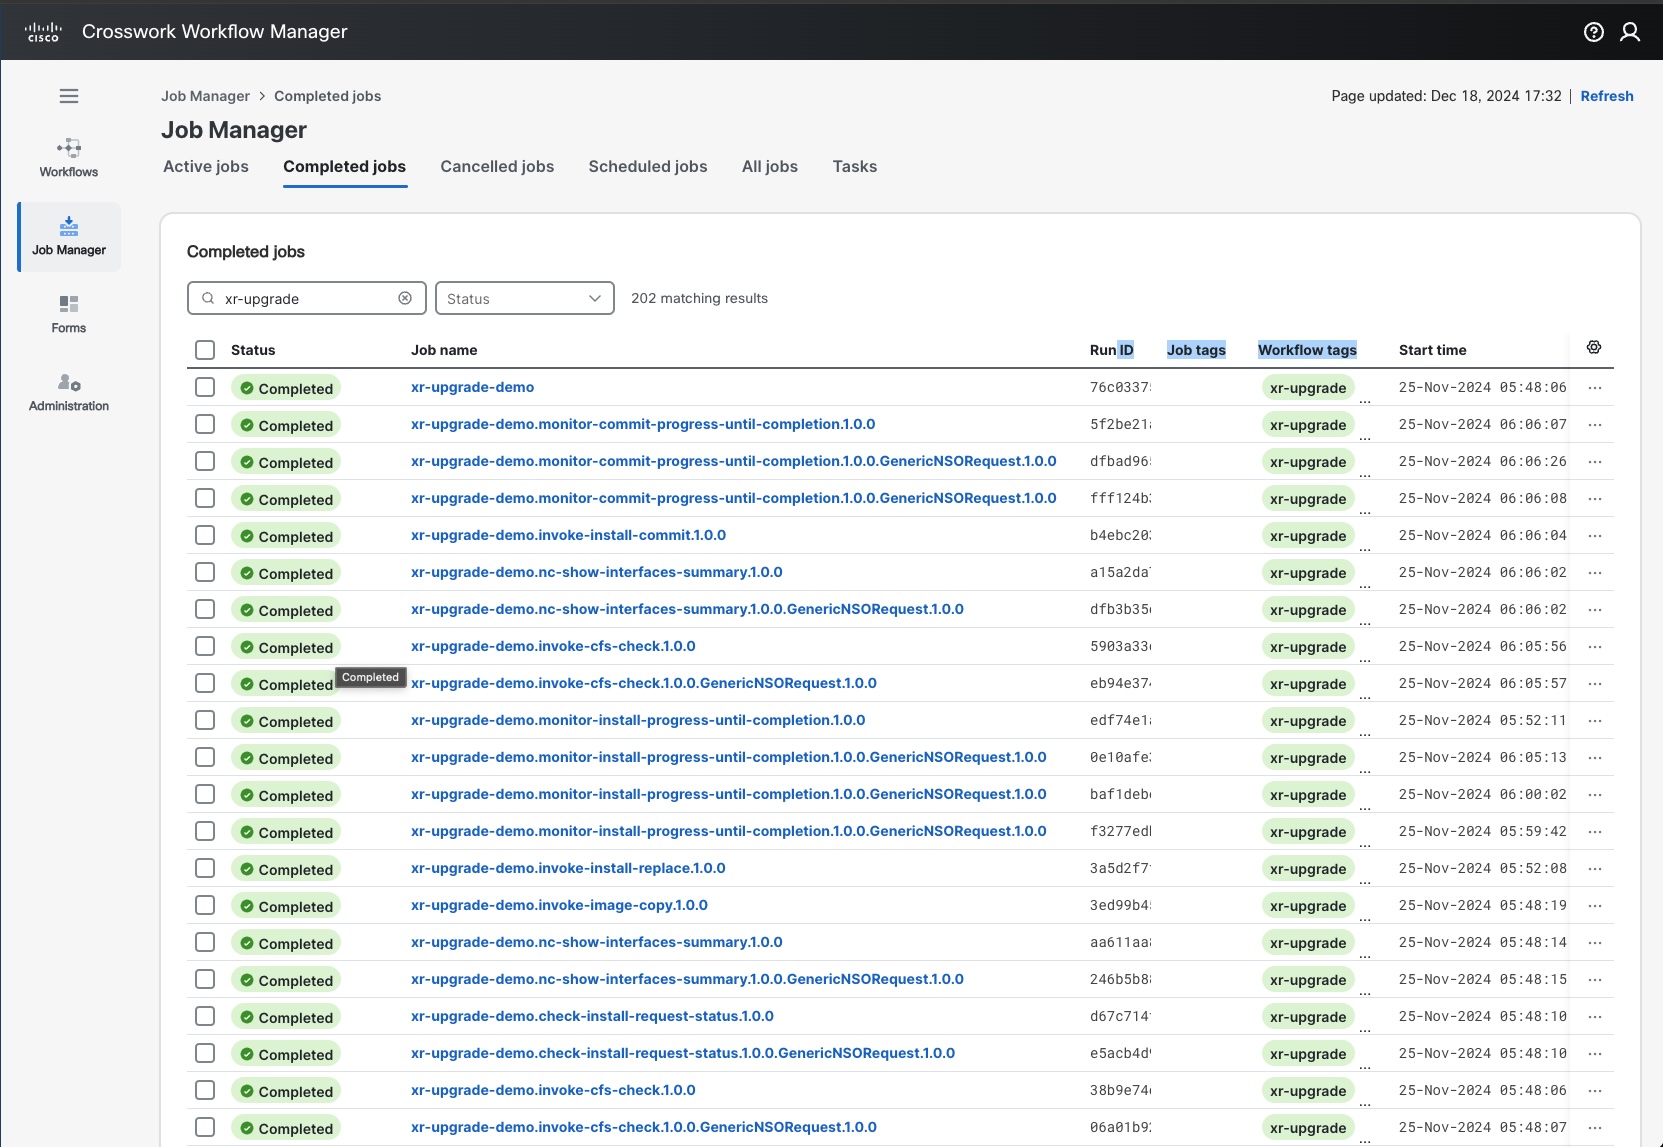 CISCO Crosswork Workflow Manager
Job Manager > Completed jobs
Page updated: Dec 18, 2024 17:32 | Refresh
Job Manager
Active jobs Completed jobs Cancelled jobs Scheduled jobs All jobs Tasks
Workflows
Job Manager
Forms
Administration
Completed jobs
xr-upgrade Status 202 matching results
Status Job name Run ID Job tags Workflow tags Start time
Completed xr-upgrade-demo 76c0337 xr-upgrade ... 25-Nov-2024 05:48:06 ...
Completed xr-upgrade-demo.monitor-commit-progress-until-completion.1.0.0 5f2be21 xr-upgrade ... 25-Nov-2024 06:06:07 ...
Completed xr-upgrade-demo.monitor-commit-progress-until-completion.1.0.0.GenericNSORequest.1.0.0 dfbad96 xr-upgrade ... 25-Nov-2024 06:06:26 ...
Completed xr-upgrade-demo.monitor-commit-progress-until-completion.1.0.0.GenericNSORequest.1.0.0 fff124b xr-upgrade ... 25-Nov-2024 06:06:08 ...
Completed xr-upgrade-demo.invoke-install-commit.1.0.0 b4ebc20 xr-upgrade ... 25-Nov-2024 06:06:04 ...
Completed xr-upgrade-demo.nc-show-interfaces-summary.1.0.0 a15a2da xr-upgrade ... 25-Nov-2024 06:06:02 ...
Completed xr-upgrade-demo.nc-show-interfaces-summary.1.0.0.GenericNSORequest.1.0.0 dfb3b35 xr-upgrade ... 25-Nov-2024 06:06:02 ...
Completed xr-upgrade-demo.invoke-cfs-check.1.0.0 5903a33 xr-upgrade ... 25-Nov-2024 06:05:56 ...
Completed
Completed xr-upgrade-demo.invoke-cfs-check.1.0.0.GenericNSORequest.1.0.0 eb94e37 xr-upgrade ... 25-Nov-2024 06:05:57 ...
Completed xr-upgrade-demo.monitor-install-progress-until-completion.1.0.0 edf74e1 xr-upgrade ... 25-Nov-2024 05:52:11 ...
Completed xr-upgrade-demo.monitor-install-progress-until-completion.1.0.0.GenericNSORequest.1.0.0 0e10afe xr-upgrade ... 25-Nov-2024 06:05:13 ...
Completed xr-upgrade-demo.monitor-install-progress-until-completion.1.0.0.GenericNSORequest.1.0.0 baf1deb xr-upgrade ... 25-Nov-2024 06:00:02 ...
Completed xr-upgrade-demo.monitor-install-progress-until-completion.1.0.0.GenericNSORequest.1.0.0 f3277ed xr-upgrade ... 25-Nov-2024 05:59:42 ...
Completed xr-upgrade-demo.invoke-install-replace.1.0.0 3a5d2f7 xr-upgrade ... 25-Nov-2024 05:52:08 ...
Completed xr-upgrade-demo.invoke-image-copy.1.0.0 3ed99b4 xr-upgrade ... 25-Nov-2024 05:48:19 ...
Completed xr-upgrade-demo.nc-show-interfaces-summary.1.0.0 aa611aa xr-upgrade ... 25-Nov-2024 05:48:14 ...
Completed xr-upgrade-demo.nc-show-interfaces-summary.1.0.0.GenericNSORequest.1.0.0 246b5b8 xr-upgrade ... 25-Nov-2024 05:48:15 ...
Completed xr-upgrade-demo.check-install-request-status.1.0.0 d67c714 xr-upgrade ... 25-Nov-2024 05:48:10 ...
Completed xr-upgrade-demo.check-install-request-status.1.0.0.GenericNSORequest.1.0.0 e5acb4d xr-upgrade ... 25-Nov-2024 05:48:10 ...
Completed xr-upgrade-demo.invoke-cfs-check.1.0.0 38b9e74 xr-upgrade ... 25-Nov-2024 05:48:06 ...
Completed xr-upgrade-demo.invoke-cfs-check.1.0.0.GenericNSORequest.1.0.0 06a01b9 xr-upgrade ... 25-Nov-2024 05:48:07 ...